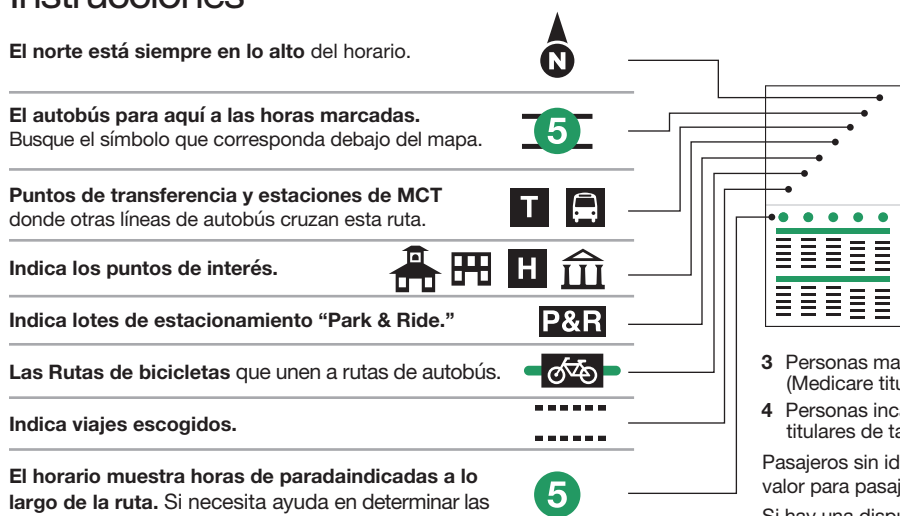 Instrucciones
El norte está siempre en lo alto del horario.
N
El autobús para aquí a las horas marcadas.
Busque el símbolo que corresponda debajo del mapa.
5
Puntos de transferencia y estaciones de MCT
donde otras líneas de autobús cruzan esta ruta.
T
Indica los puntos de interés.
H
Indica lotes de estacionamiento “Park & Ride.”
P&R
Las Rutas de bicicletas que unen a rutas de autobús.
Indica viajes escogidos.
El horario muestra horas de paradaindicadas a lo
largo de la ruta. Si necesita ayuda en determinar las
5
3 Personas ma
(Medicare titu
4 Personas inc
titulares de ta
Pasajeros sin id
valor para pasaj
Si hay una disp